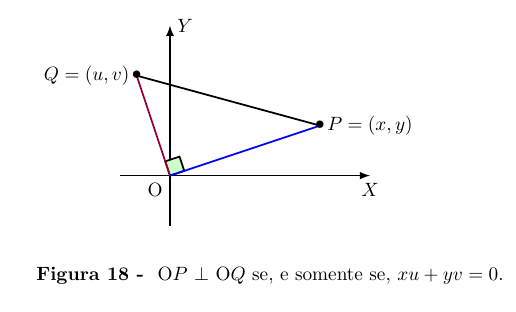 Y
Q = (u, v)
P = (x, y)
O
X
Figura 18 - OP ⊥ OQ se, e somente se, xu + yv = 0.